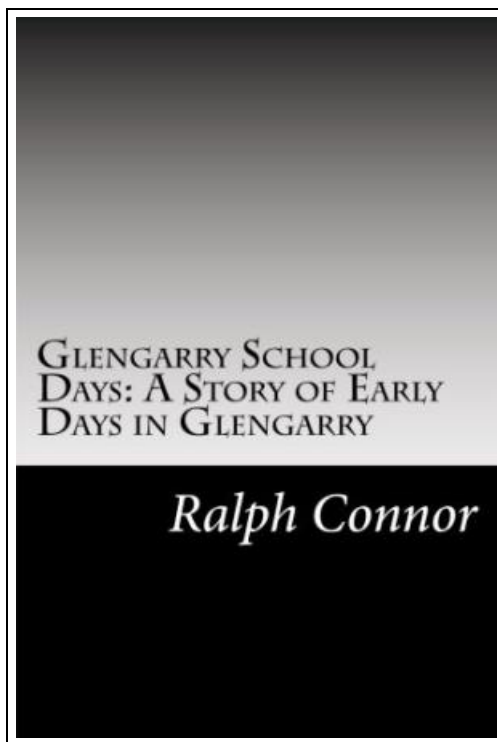 Glengarry School
Days: A Story of Early
Days in Glengarry
Ralph Connor